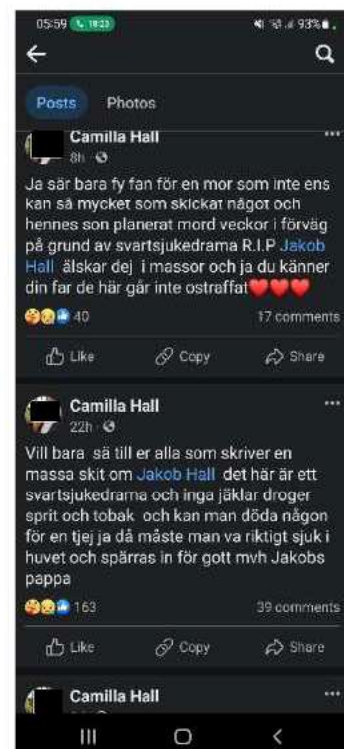 05:59 18:23 93%
Posts Photos
Camilla Hall
8h
Ja sär bara fy fan för en mor som inte ens
kan så mycket som skickat något och
hennes son planerat mord veckor i förväg
på grund av svartsjukedrama R.I.P Jakob
Hall älskar dej i massor och ja du känner
din far de här går inte ostraffat
40 17 comments
Like Copy Share
Camilla Hall
22h
Vill bara så till er alla som skriver en
massa skit om Jakob Hall det här är ett
svartsjukedrama och inga jäklar droger
sprit och tobak och kan man döda någon
för en tjej ja då måste man va riktigt sjuk i
huvet och spärras in för gott mvh Jakobs
pappa
163 39 comments
Like Copy Share
Camilla Hall